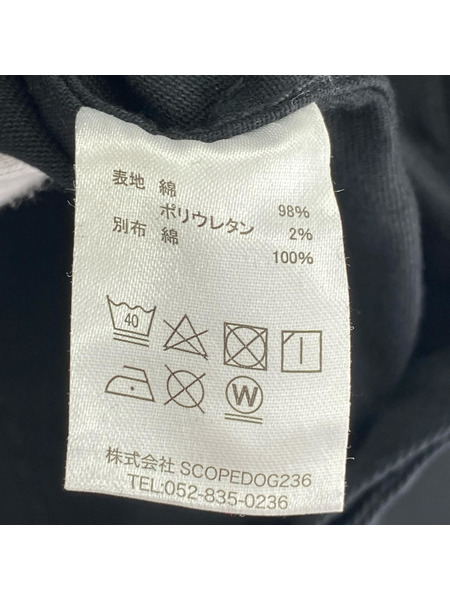 表地 綿 98%
ポリウレタン 2%
別布 綿 100%
40
W
株式会社 SCOPEDOG236
TEL:052-835-0236